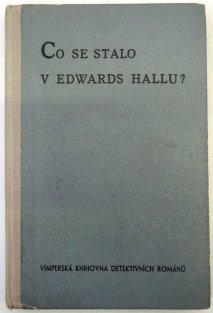 Co se stalo
v Edwards Hallu?
VIMPERSKÁ KNIHOVNA DETEKTIVNÍCH ROMÁNŮ